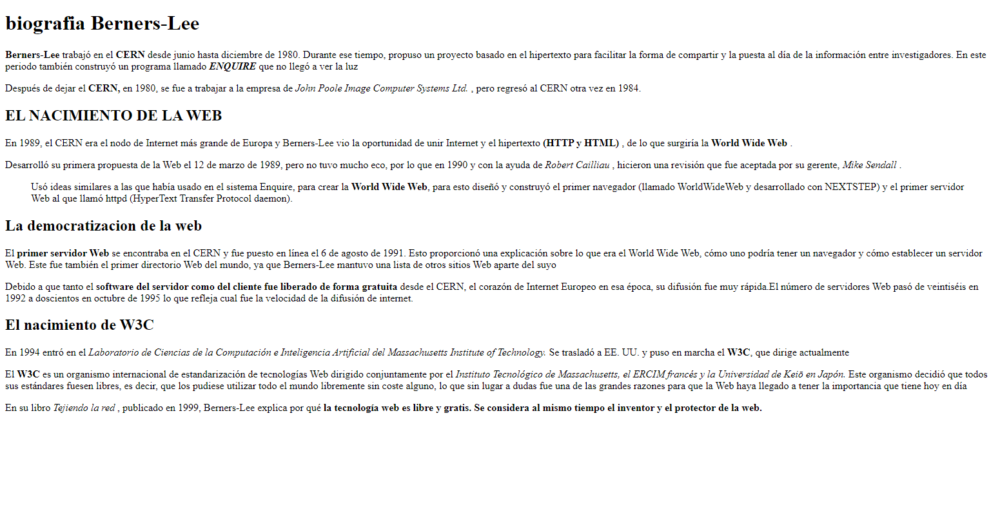 biografia Berners-Lee
Berners-Lee trabajó en el CERN desde junio hasta diciembre de 1980. Durante ese tiempo, propuso un proyecto basado en el hipertexto para facilitar la forma de compartir y la puesta al día de la información entre investigadores. En este
periodo también construyó un programa llamado ENQUIRE que no llegó a ver la luz
Después de dejar el CERN, en 1980, se fue a trabajar a la empresa de John Poole Image Computer Systems Ltd. , pero regresó al CERN otra vez en 1984.
EL NACIMIENTO DE LA WEB
En 1989, el CERN era el nodo de Internet más grande de Europa y Berners-Lee vio la oportunidad de unir Internet y el hipertexto (HTTP y HTML) , de lo que surgiría la World Wide Web .
Desarrolló su primera propuesta de la Web el 12 de marzo de 1989, pero no tuvo mucho eco, por lo que en 1990 y con la ayuda de Robert Cailliau , hicieron una revisión que fue aceptada por su gerente, Mike Sendall .
Usó ideas similares a las que había usado en el sistema Enquire, para crear la World Wide Web, para esto diseñó y construyó el primer navegador (llamado WorldWideWeb y desarrollado con NEXTSTEP) y el primer servidor
Web al que llamó httpd (HyperText Transfer Protocol daemon).
La democratizacion de la web
El primer servidor Web se encontraba en el CERN y fue puesto en línea el 6 de agosto de 1991. Esto proporcionó una explicación sobre lo que era el World Wide Web, cómo uno podría tener un navegador y cómo establecer un servidor
Web. Este fue también el primer directorio Web del mundo, ya que Berners-Lee mantuvo una lista de otros sitios Web aparte del suyo
Debido a que tanto el software del servidor como del cliente fue liberado de forma gratuita desde el CERN, el corazón de Internet Europeo en esa época, su difusión fue muy rápida.El número de servidores Web pasó de veintiséis en
1992 a doscientos en octubre de 1995 lo que refleja cual fue la velocidad de la difusión de internet.
El nacimiento de W3C
En 1994 entró en el Laboratorio de Ciencias de la Computación e Inteligencia Artificial del Massachusetts Institute of Technology. Se trasladó a EE. UU. y puso en marcha el W3C, que dirige actualmente
El W3C es un organismo internacional de estandarización de tecnologías Web dirigido conjuntamente por el Instituto Tecnológico de Massachusetts, el ERCIM francés y la Universidad de Keiō en Japón. Este organismo decidió que todos
sus estándares fuesen libres, es decir, que los pudiese utilizar todo el mundo libremente sin coste alguno, lo que sin lugar a dudas fue una de las grandes razones para que la Web haya llegado a tener la importancia que tiene hoy en día
En su libro Tejiendo la red , publicado en 1999, Berners-Lee explica por qué la tecnología web es libre y gratis. Se considera al mismo tiempo el inventor y el protector de la web.